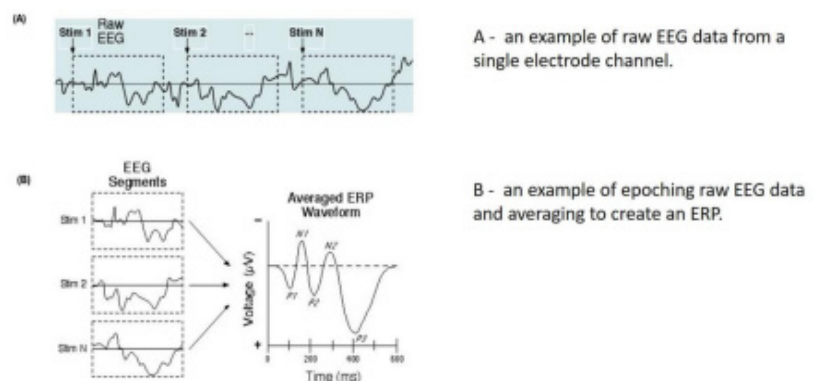 (A)
Stim 1
Raw
EEG
Stim 2
--
Stim N
A - an example of raw EEG data from a
single electrode channel.
(B)
EEG
Segments
Stim 1
Stim 2
Stim N
Averaged ERP
Waveform
Voltage (μV)
−
+
N1
N2
P1
P2
P3
0 200 400 600
Time (ms)
B - an example of epoching raw EEG data
and averaging to create an ERP.